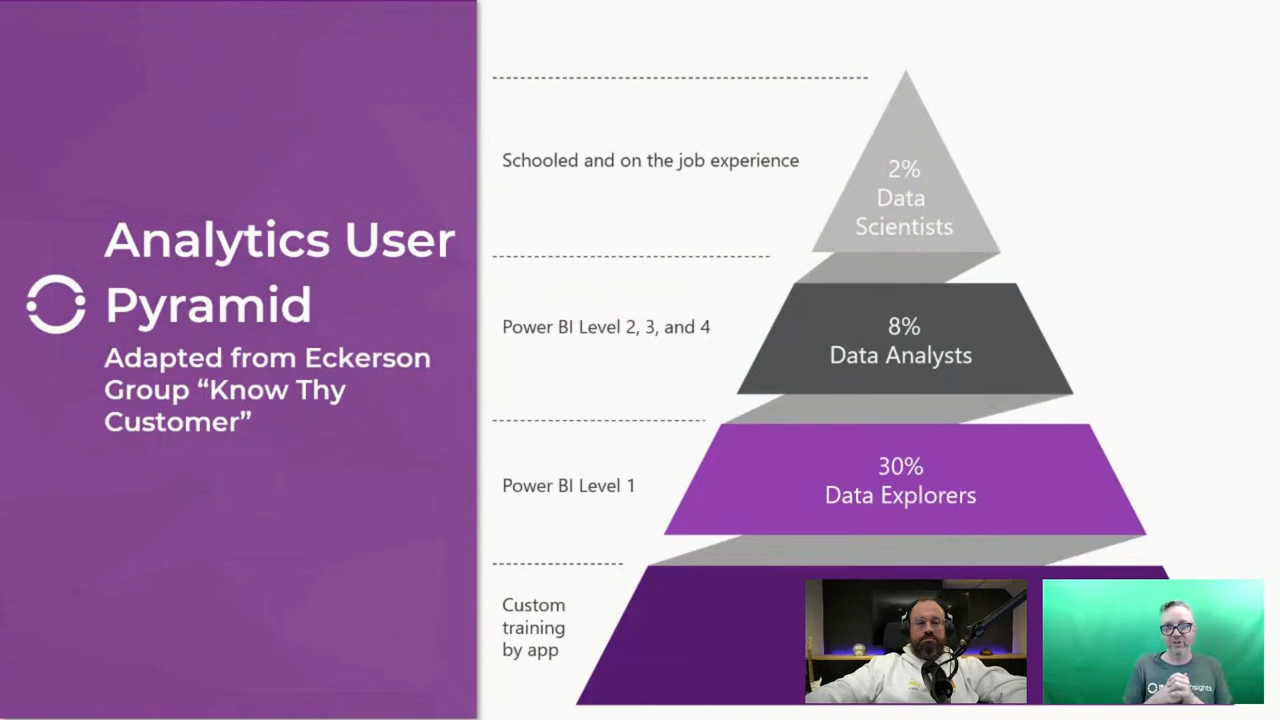 Analytics User
Pyramid
Adapted from Eckerson
Group “Know Thy
Customer”
Schooled and on the job experience
2%
Data
Scientists
Power BI Level 2, 3, and 4
8%
Data Analysts
Power BI Level 1
30%
Data Explorers
Custom
training
by app